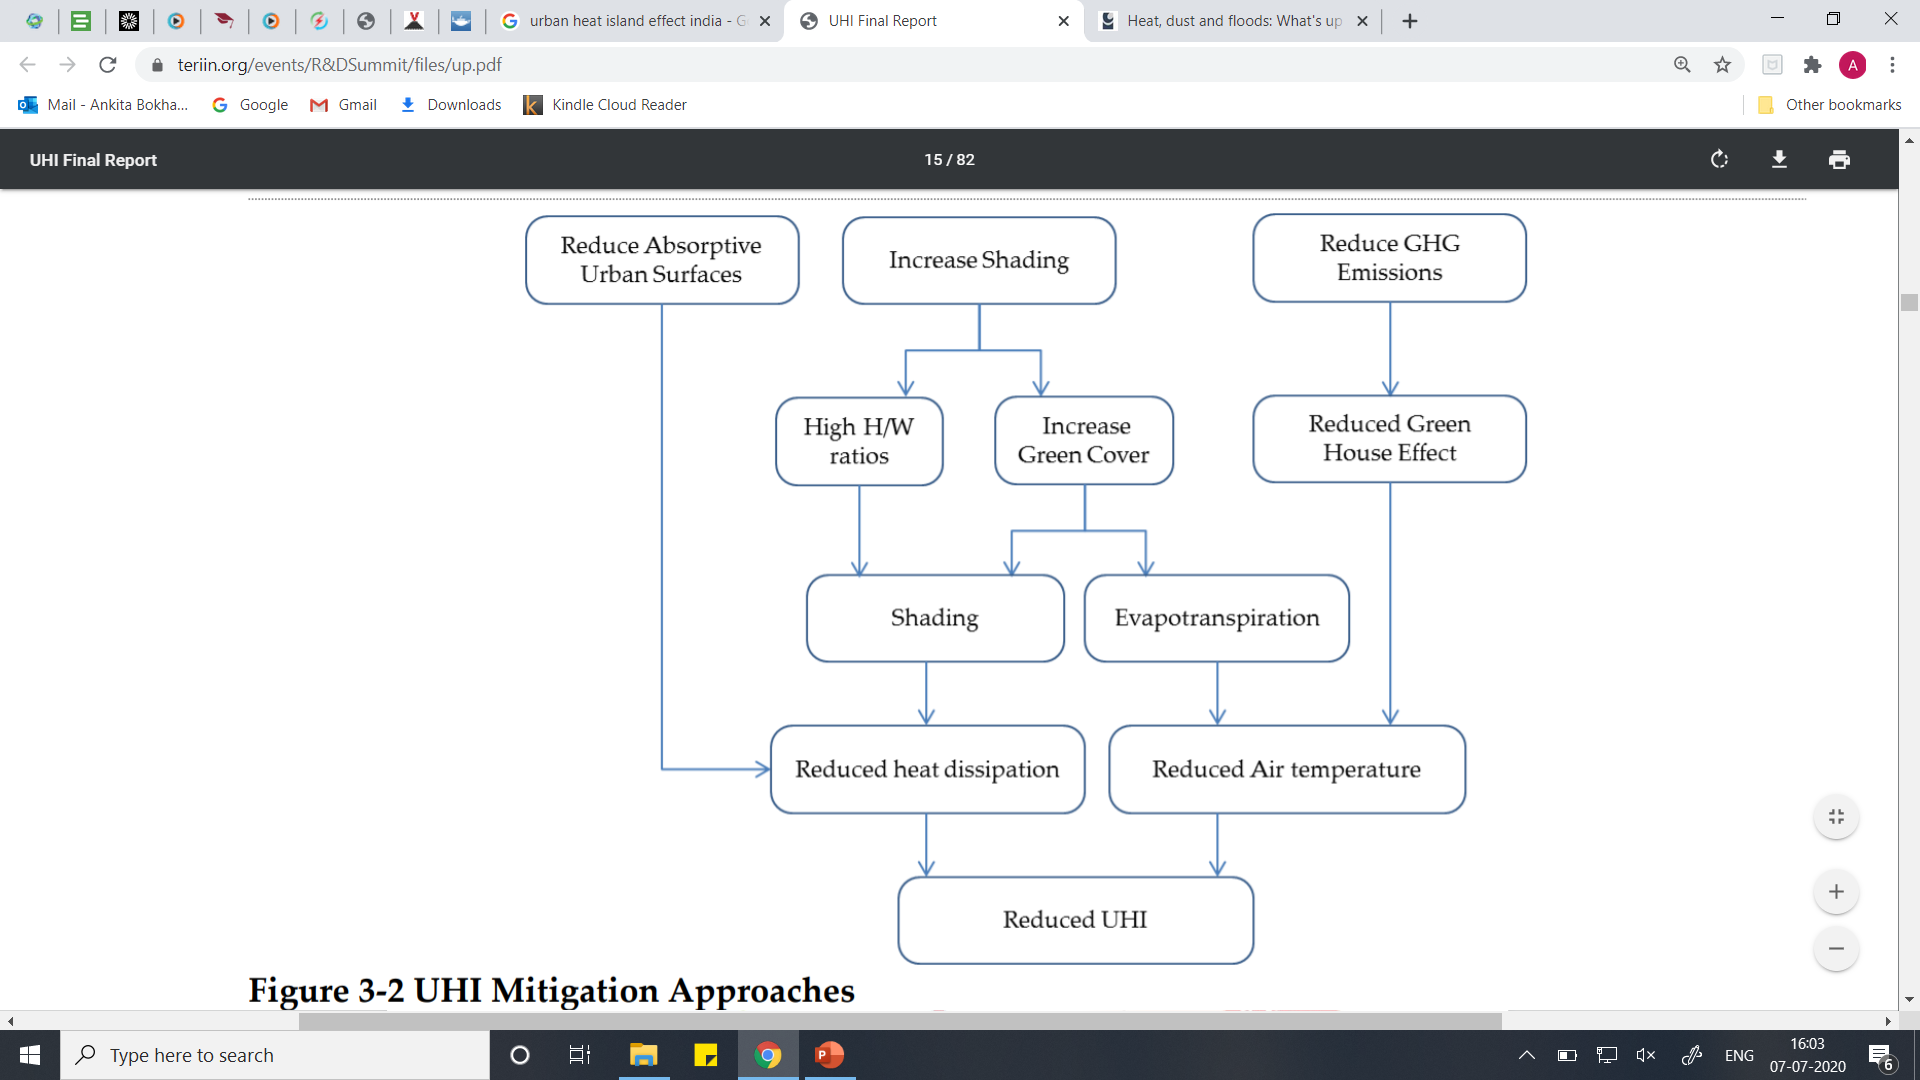 urban heat island effect india - G
UHI Final Report
Heat, dust and floods: What's up
teriin.org/events/R&DSummit/files/up.pdf
A
Mail - Ankita Bokha...
Google
Gmail
Downloads
Kindle Cloud Reader
Other bookmarks
UHI Final Report
15 / 82
Reduce Absorptive
Urban Surfaces
Increase Shading
Reduce GHG
Emissions
High H/W
ratios
Increase
Green Cover
Reduced Green
House Effect
Shading
Evapotranspiration
Reduced heat dissipation
Reduced Air temperature
Reduced UHI
Figure 3-2 UHI Mitigation Approaches
Type here to search
ENG
16:03
07-07-2020
6